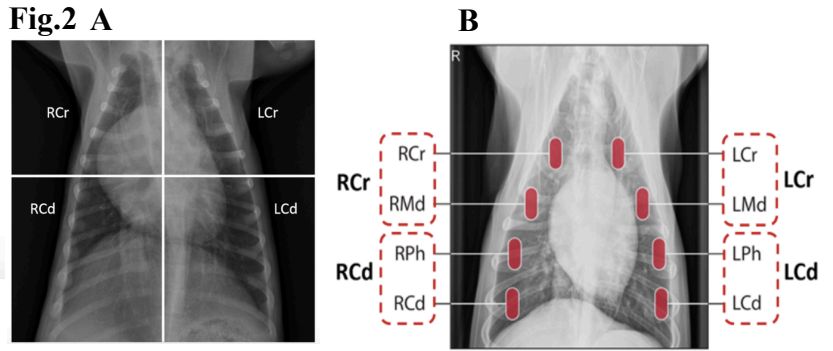 Fig.2 A
RCr
LCr
RCd
LCd
B
R
RCr
RCr
RMd
RCd
RPh
RCd
LCr
LMd
LCr
LPh
LCd
LCd